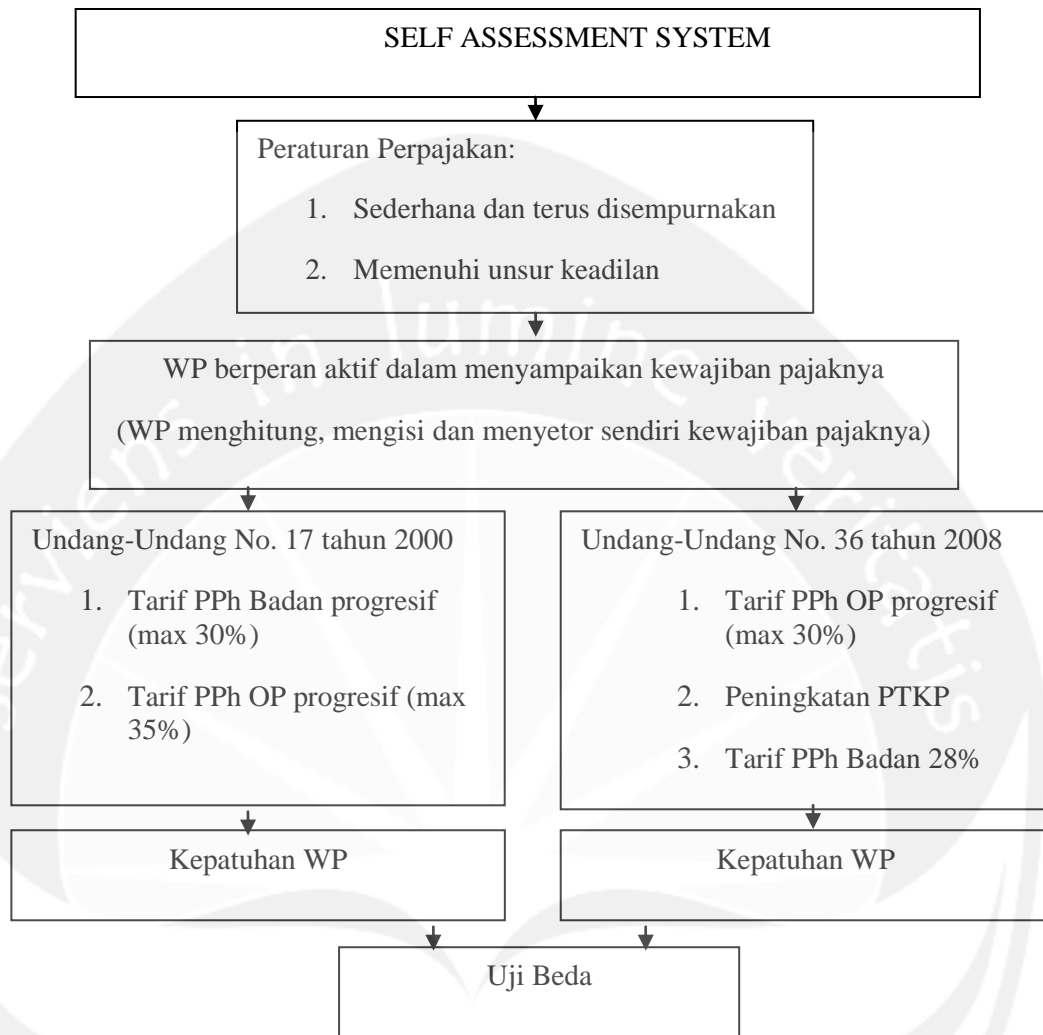 SELF ASSESSMENT SYSTEM
Peraturan Perpajakan:
1. Sederhana dan terus disempurnakan
2. Memenuhi unsur keadilan
WP berperan aktif dalam menyampaikan kewajiban pajaknya
(WP menghitung, mengisi dan menyetor sendiri kewajiban pajaknya)
Undang-Undang No. 17 tahun 2000
1. Tarif PPh Badan progresif
(max 30%)
2. Tarif PPh OP progresif (max
35%)
Undang-Undang No. 36 tahun 2008
1. Tarif PPh OP progresif
(max 30%)
2. Peningkatan PTKP
3. Tarif PPh Badan 28%
Kepatuhan WP
Kepatuhan WP
Uji Beda
serviens in lumine veritatis